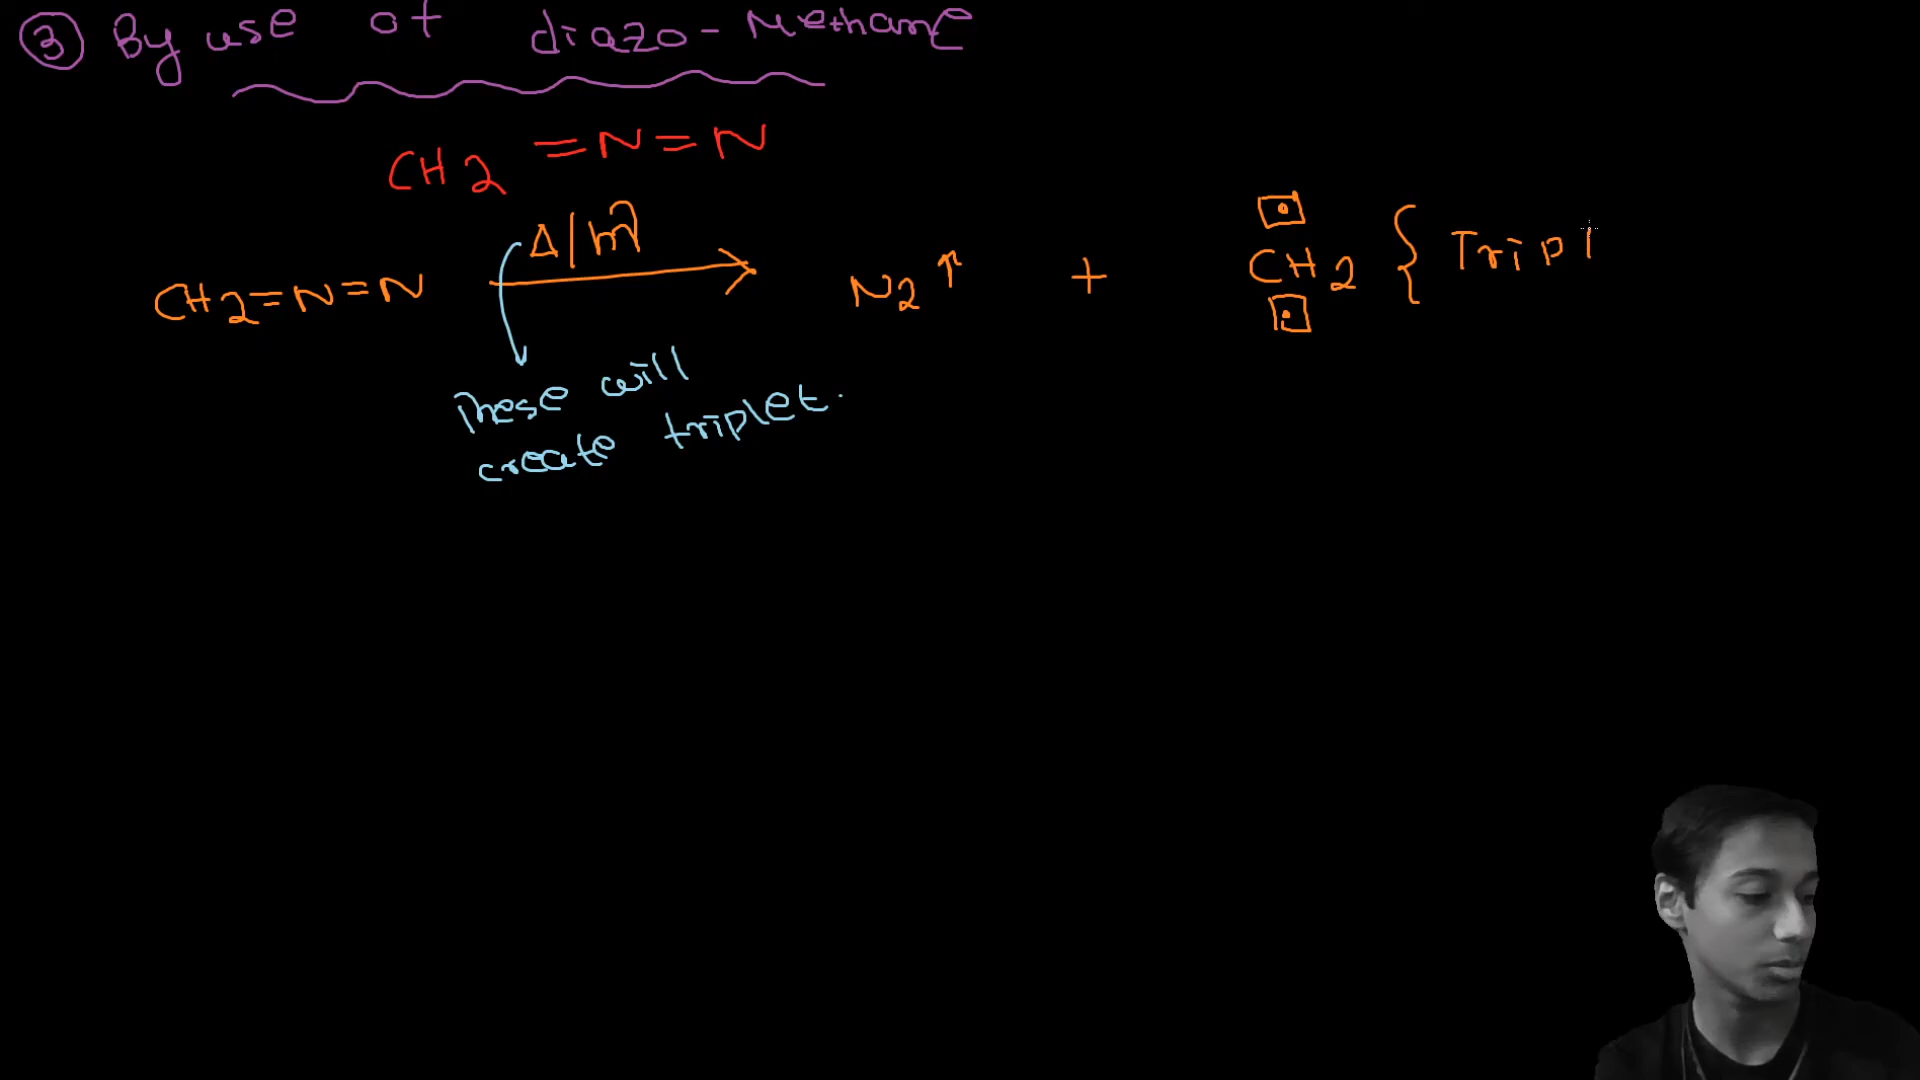 ③ By use of diazo-Methane
CH2 =N=N
CH2=N=N Δ/hν N2↑ + CH2 { Tripl
These will
create triplet.